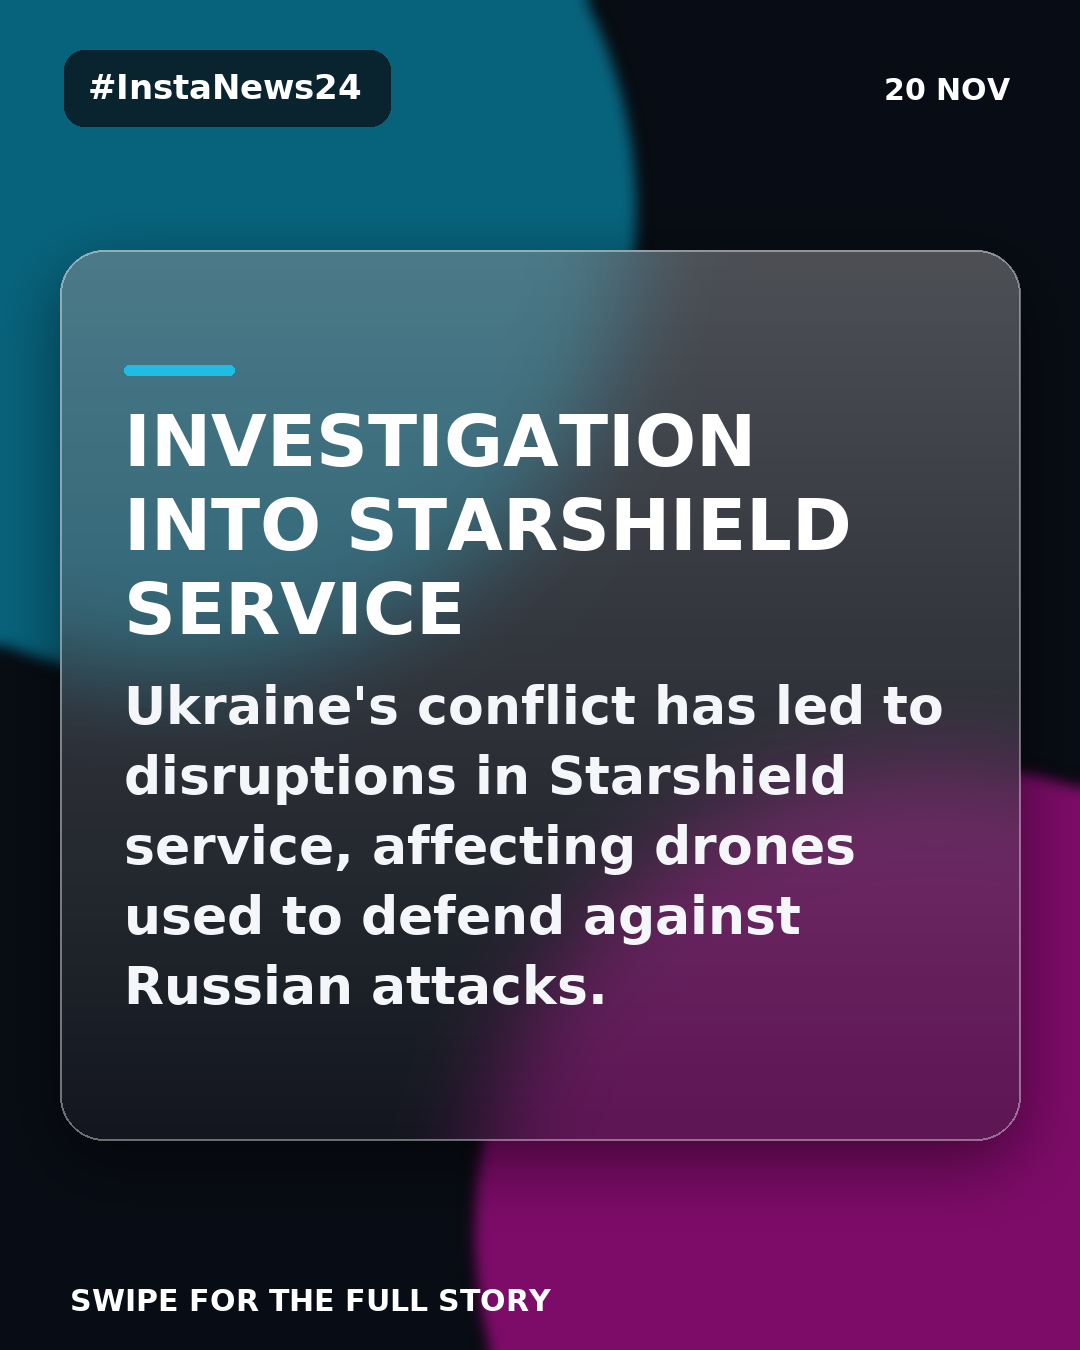 #InstaNews24
20 NOV
INVESTIGATION
INTO STARSHIELD
SERVICE
Ukraine's conflict has led to
disruptions in Starshield
service, affecting drones
used to defend against
Russian attacks.
SWIPE FOR THE FULL STORY